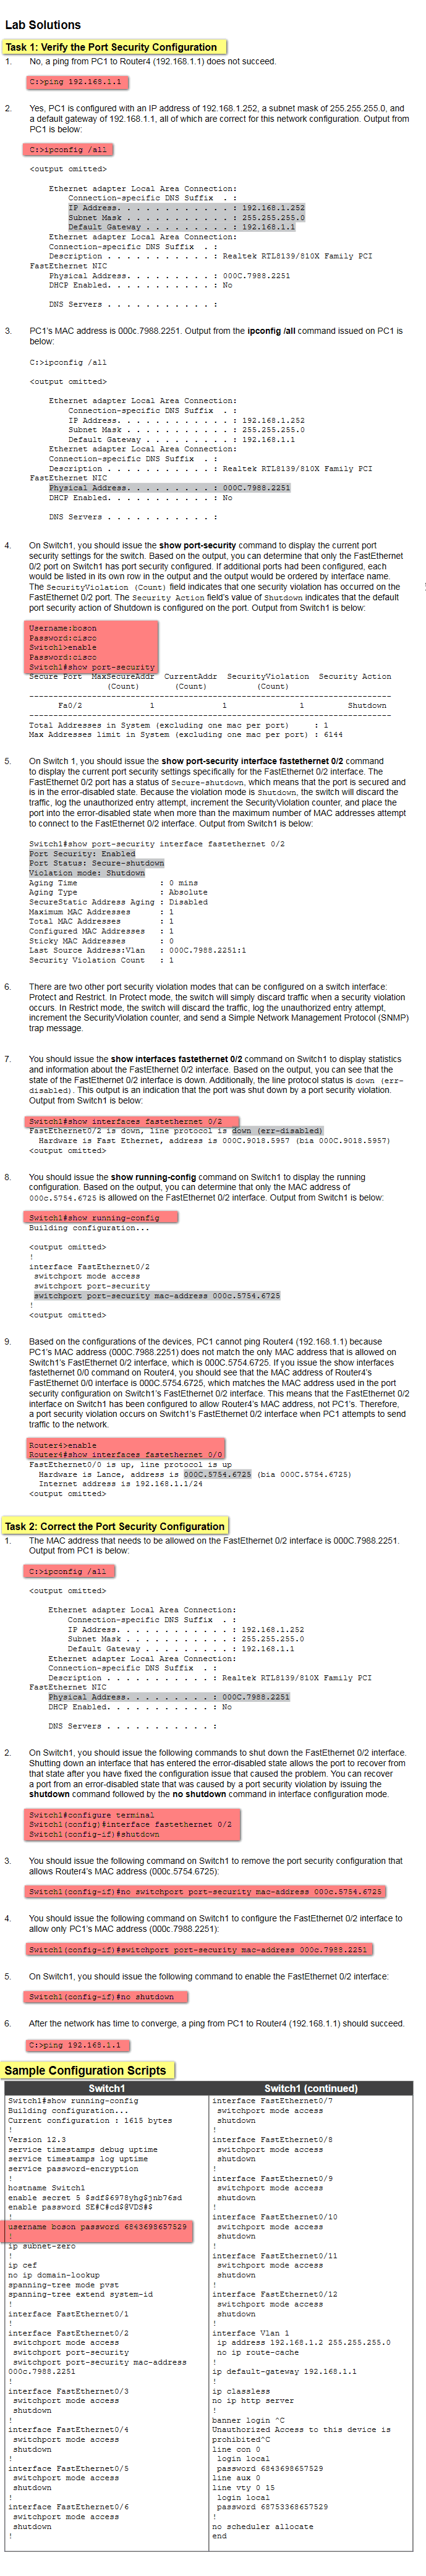 Lab Solutions
Task 1: Verify the Port Security Configuration
1. No, a ping from PC1 to Router4 (192.168.1.1) does not succeed.
C:>ping 192.168.1.1
2. Yes, PC1 is configured with an IP address of 192.168.1.252, a subnet mask of 255.255.255.0, and
a default gateway of 192.168.1.1, all of which are correct for this network configuration. Output from
PC1 is below:
C:>ipconfig /all
<output omitted>
Ethernet adapter Local Area Connection:
Connection-specific DNS Suffix . :
IP Address. . . . . . . . . . . . : 192.168.1.252
Subnet Mask . . . . . . . . . . . : 255.255.255.0
Default Gateway . . . . . . . . . : 192.168.1.1
Ethernet adapter Local Area Connection:
Connection-specific DNS Suffix . :
Description . . . . . . . . . . . : Realtek RTL8139/810X Family PCI
FastEthernet NIC
Physical Address. . . . . . . . . : 000C.7988.2251
DHCP Enabled. . . . . . . . . . . : No
DNS Servers . . . . . . . . . . . :
3. PC1's MAC address is 000c.7988.2251. Output from the ipconfig /all command issued on PC1 is
below:
C:>ipconfig /all
<output omitted>
Ethernet adapter Local Area Connection:
Connection-specific DNS Suffix . :
IP Address. . . . . . . . . . . . : 192.168.1.252
Subnet Mask . . . . . . . . . . . : 255.255.255.0
Default Gateway . . . . . . . . . : 192.168.1.1
Ethernet adapter Local Area Connection:
Connection-specific DNS Suffix . :
Description . . . . . . . . . . . : Realtek RTL8139/810X Family PCI
FastEthernet NIC
Physical Address. . . . . . . . . : 000C.7988.2251
DHCP Enabled. . . . . . . . . . . : No
DNS Servers . . . . . . . . . . . :
4. On Switch1, you should issue the show port-security command to display the current port
security settings for the switch. Based on the output, you can determine that only the FastEthernet
0/2 port on Switch1 has port security configured. If additional ports had been configured, each
would be listed in its own row in the output and the output would be ordered by interface name.
The SecurityViolation (Count) field indicates that one security violation has occurred on the
FastEthernet 0/2 port. The Security Action field's value of Shutdown indicates that the default
port security action of Shutdown is configured on the port. Output from Switch1 is below:
Username:boson
Password:cisco
Switch1>enable
Password:cisco
Switch1#show port-security
Secure Port MaxSecureAddr CurrentAddr SecurityViolation Security Action
(Count) (Count) (Count)
Fa0/2 1 1 1 Shutdown
Total Addresses in System (excluding one mac per port) : 1
Max Addresses limit in System (excluding one mac per port) : 6144
5. On Switch 1, you should issue the show port-security interface fastethernet 0/2 command
to display the current port security settings specifically for the FastEthernet 0/2 interface. The
FastEthernet 0/2 port has a status of Secure-shutdown, which means that the port is secured and
is in the error-disabled state. Because the violation mode is Shutdown, the switch will discard the
traffic, log the unauthorized entry attempt, increment the SecurityViolation counter, and place the
port into the error-disabled state when more than the maximum number of MAC addresses attempt
to connect to the FastEthernet 0/2 interface. Output from Switch1 is below:
Switch1#show port-security interface fastethernet 0/2
Port Security: Enabled
Port Status: Secure-shutdown
Violation mode: Shutdown
Aging Time : 0 mins
Aging Type : Absolute
SecureStatic Address Aging : Disabled
Maximum MAC Addresses : 1
Total MAC Addresses : 1
Configured MAC Addresses : 1
Sticky MAC Addresses : 0
Last Source Address:Vlan : 000C.7988.2251:1
Security Violation Count : 1
6. There are two other port security violation modes that can be configured on a switch interface:
Protect and Restrict. In Protect mode, the switch will simply discard traffic when a security violation
occurs. In Restrict mode, the switch will discard the traffic, log the unauthorized entry attempt,
increment the SecurityViolation counter, and send a Simple Network Management Protocol (SNMP)
trap message.
7. You should issue the show interfaces fastethernet 0/2 command on Switch1 to display statistics
and information about the FastEthernet 0/2 interface. Based on the output, you can see that the
state of the FastEthernet 0/2 interface is down. Additionally, the line protocol status is down (err-
disabled). This output is an indication that the port was shut down by a port security violation.
Output from Switch1 is below:
Switch1#show interfaces fastethernet 0/2
FastEthernet0/2 is down, line protocol is down (err-disabled)
Hardware is Fast Ethernet, address is 000C.9018.5957 (bia 000C.9018.5957)
<output omitted>
8. You should issue the show running-config command on Switch1 to display the running
configuration. Based on the output, you can determine that only the MAC address of
000c.5754.6725 is allowed on the FastEthernet 0/2 interface. Output from Switch1 is below:
Switch1#show running-config
Building configuration...
<output omitted>
!
interface FastEthernet0/2
switchport mode access
switchport port-security
switchport port-security mac-address 000c.5754.6725
!
<output omitted>
9. Based on the configurations of the devices, PC1 cannot ping Router4 (192.168.1.1) because
PC1's MAC address (000C.7988.2251) does not match the only MAC address that is allowed on
Switch1's FastEthernet 0/2 interface, which is 000C.5754.6725. If you issue the show interfaces
fastethernet 0/0 command on Router4, you should see that the MAC address of Router4's
FastEthernet 0/0 interface is 000C.5754.6725, which matches the MAC address used in the port
security configuration on Switch1's FastEthernet 0/2 interface. This means that the FastEthernet 0/2
interface on Switch1 has been configured to allow Router4's MAC address, not PC1's. Therefore,
a port security violation occurs on Switch1's FastEthernet 0/2 interface when PC1 attempts to send
traffic to the network.
Router4>enable
Router4#show interfaces fastethernet 0/0
FastEthernet0/0 is up, line protocol is up
Hardware is Lance, address is 000C.5754.6725 (bia 000C.5754.6725)
Internet address is 192.168.1.1/24
<output omitted>
Task 2: Correct the Port Security Configuration
1. The MAC address that needs to be allowed on the FastEthernet 0/2 interface is 000C.7988.2251.
Output from PC1 is below:
C:>ipconfig /all
<output omitted>
Ethernet adapter Local Area Connection:
Connection-specific DNS Suffix . :
IP Address. . . . . . . . . . . . : 192.168.1.252
Subnet Mask . . . . . . . . . . . : 255.255.255.0
Default Gateway . . . . . . . . . : 192.168.1.1
Ethernet adapter Local Area Connection:
Connection-specific DNS Suffix . :
Description . . . . . . . . . . . : Realtek RTL8139/810X Family PCI
FastEthernet NIC
Physical Address. . . . . . . . . : 000C.7988.2251
DHCP Enabled. . . . . . . . . . . : No
DNS Servers . . . . . . . . . . . :
2. On Switch1, you should issue the following commands to shut down the FastEthernet 0/2 interface.
Shutting down an interface that has entered the error-disabled state allows the port to recover from
that state after you have fixed the configuration issue that caused the problem. You can recover
a port from an error-disabled state that was caused by a port security violation by issuing the
shutdown command followed by the no shutdown command in interface configuration mode.
Switch1#configure terminal
Switch1(config)#interface fastethernet 0/2
Switch1(config-if)#shutdown
3. You should issue the following command on Switch1 to remove the port security configuration that
allows Router4's MAC address (000c.5754.6725):
Switch1(config-if)#no switchport port-security mac-address 000c.5754.6725
4. You should issue the following command on Switch1 to configure the FastEthernet 0/2 interface to
allow only PC1's MAC address (000c.7988.2251):
Switch1(config-if)#switchport port-security mac-address 000c.7988.2251
5. On Switch1, you should issue the following command to enable the FastEthernet 0/2 interface:
Switch1(config-if)#no shutdown
6. After the network has time to converge, a ping from PC1 to Router4 (192.168.1.1) should succeed.
C:>ping 192.168.1.1
Sample Configuration Scripts
Switch1
Switch1#show running-config
Building configuration...
Current configuration : 1615 bytes
!
Version 12.3
service timestamps debug uptime
service timestamps log uptime
service password-encryption
!
hostname Switch1
enable secret 5 $sdf$6978yhg$jnb76sd
enable password SE#C#cd$@VDS#$
!
username boson password 6843698657529
!
ip subnet-zero
!
ip cef
no ip domain-lookup
spanning-tree mode pvst
spanning-tree extend system-id
!
interface FastEthernet0/1
!
interface FastEthernet0/2
switchport mode access
switchport port-security
switchport port-security mac-address
000c.7988.2251
!
interface FastEthernet0/3
switchport mode access
shutdown
!
interface FastEthernet0/4
switchport mode access
shutdown
!
interface FastEthernet0/5
switchport mode access
shutdown
!
interface FastEthernet0/6
switchport mode access
shutdown
!
Switch1 (continued)
interface FastEthernet0/7
switchport mode access
shutdown
!
interface FastEthernet0/8
switchport mode access
shutdown
!
interface FastEthernet0/9
switchport mode access
shutdown
!
interface FastEthernet0/10
switchport mode access
shutdown
!
interface FastEthernet0/11
switchport mode access
shutdown
!
interface FastEthernet0/12
switchport mode access
shutdown
!
interface Vlan 1
ip address 192.168.1.2 255.255.255.0
no ip route-cache
!
ip default-gateway 192.168.1.1
!
ip classless
no ip http server
!
banner login ^C
Unauthorized Access to this device is
prohibited^C
line con 0
login local
password 6843698657529
line aux 0
line vty 0 15
login local
password 68753368657529
!
no scheduler allocate
end